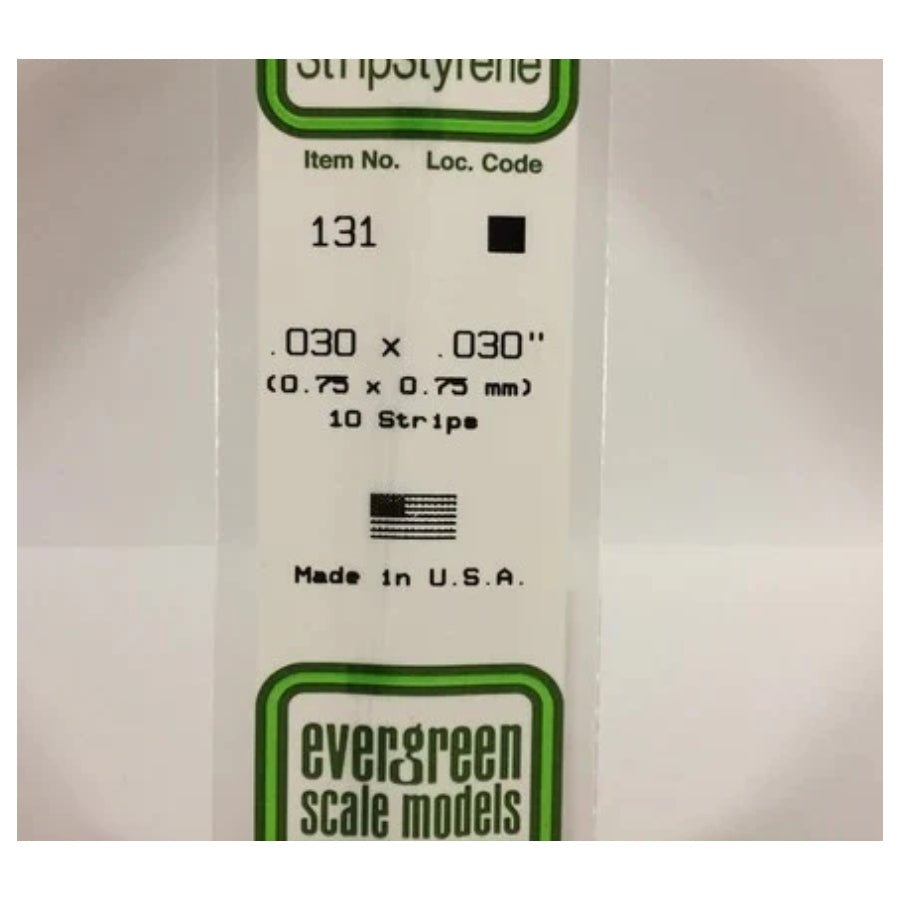 StripStyrene
Item No. Loc. Code
131
.030 x .030"
(0.75 x 0.75 mm)
10 Strips
Made in U.S.A.
evergreen
scale models